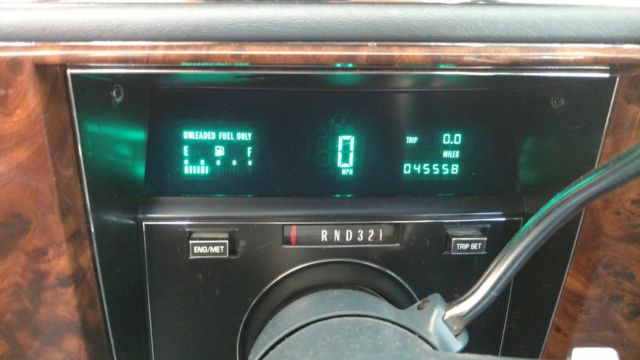 UNLEADED FUEL ONLY
E F
0
MPH
TRIP 0.0
MILES
045558
RND321
ENG/MET
TRIP SET